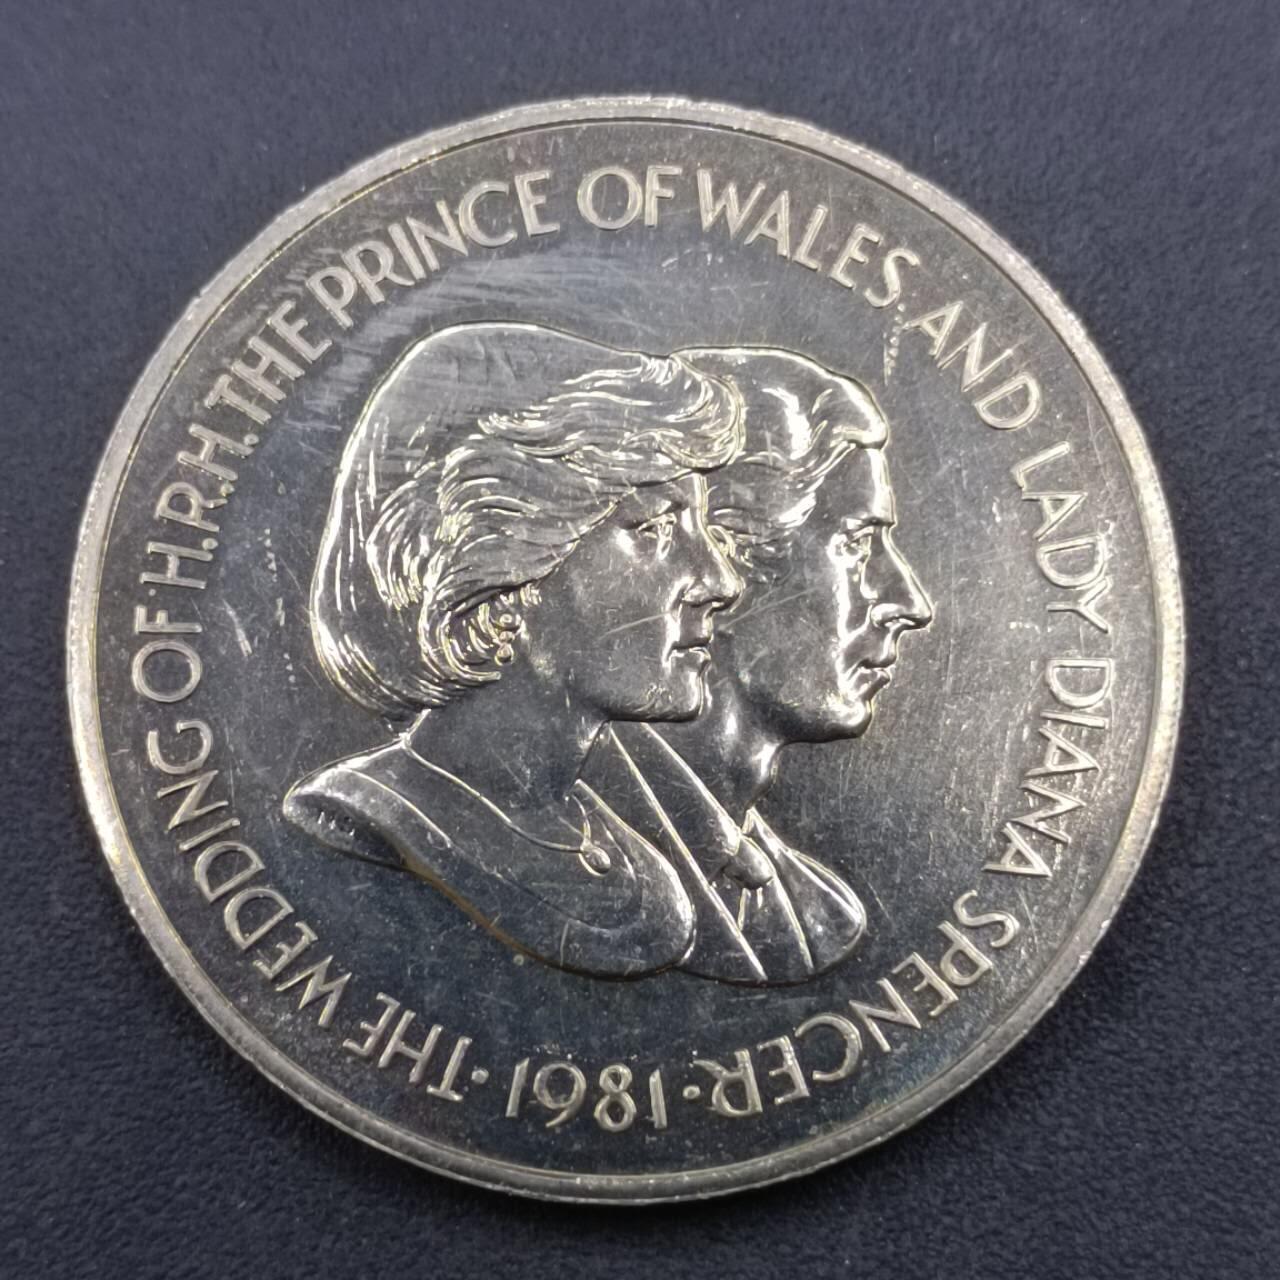 · THE WEDDING OF H.R.H. THE PRINCE OF WALES AND LADY DIANA SPENCER · 1981